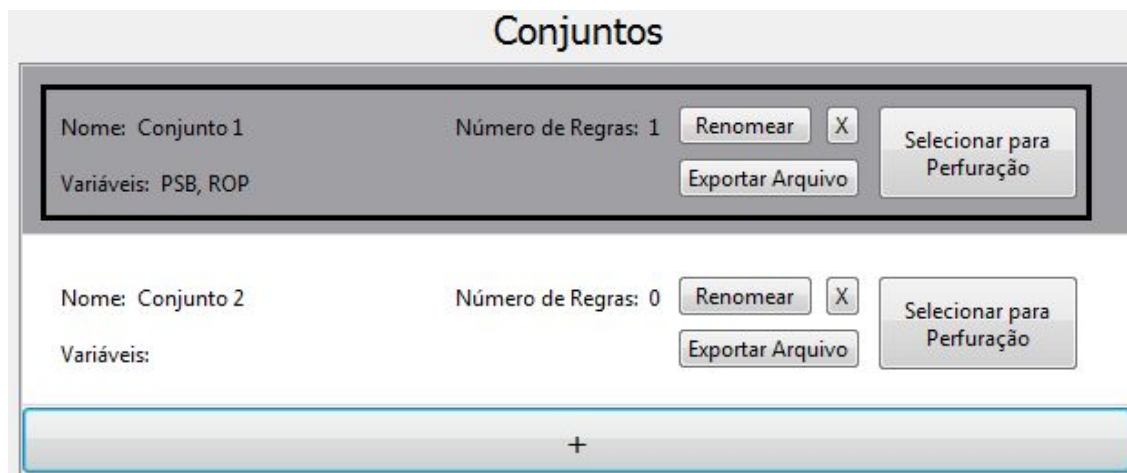 Conjuntos
Nome: Conjunto 1
Número de Regras: 1
Renomear
X
Selecionar para
Perfuração
Variáveis: PSB, ROP
Exportar Arquivo
Nome: Conjunto 2
Número de Regras: 0
Renomear
X
Selecionar para
Perfuração
Variáveis:
Exportar Arquivo
+